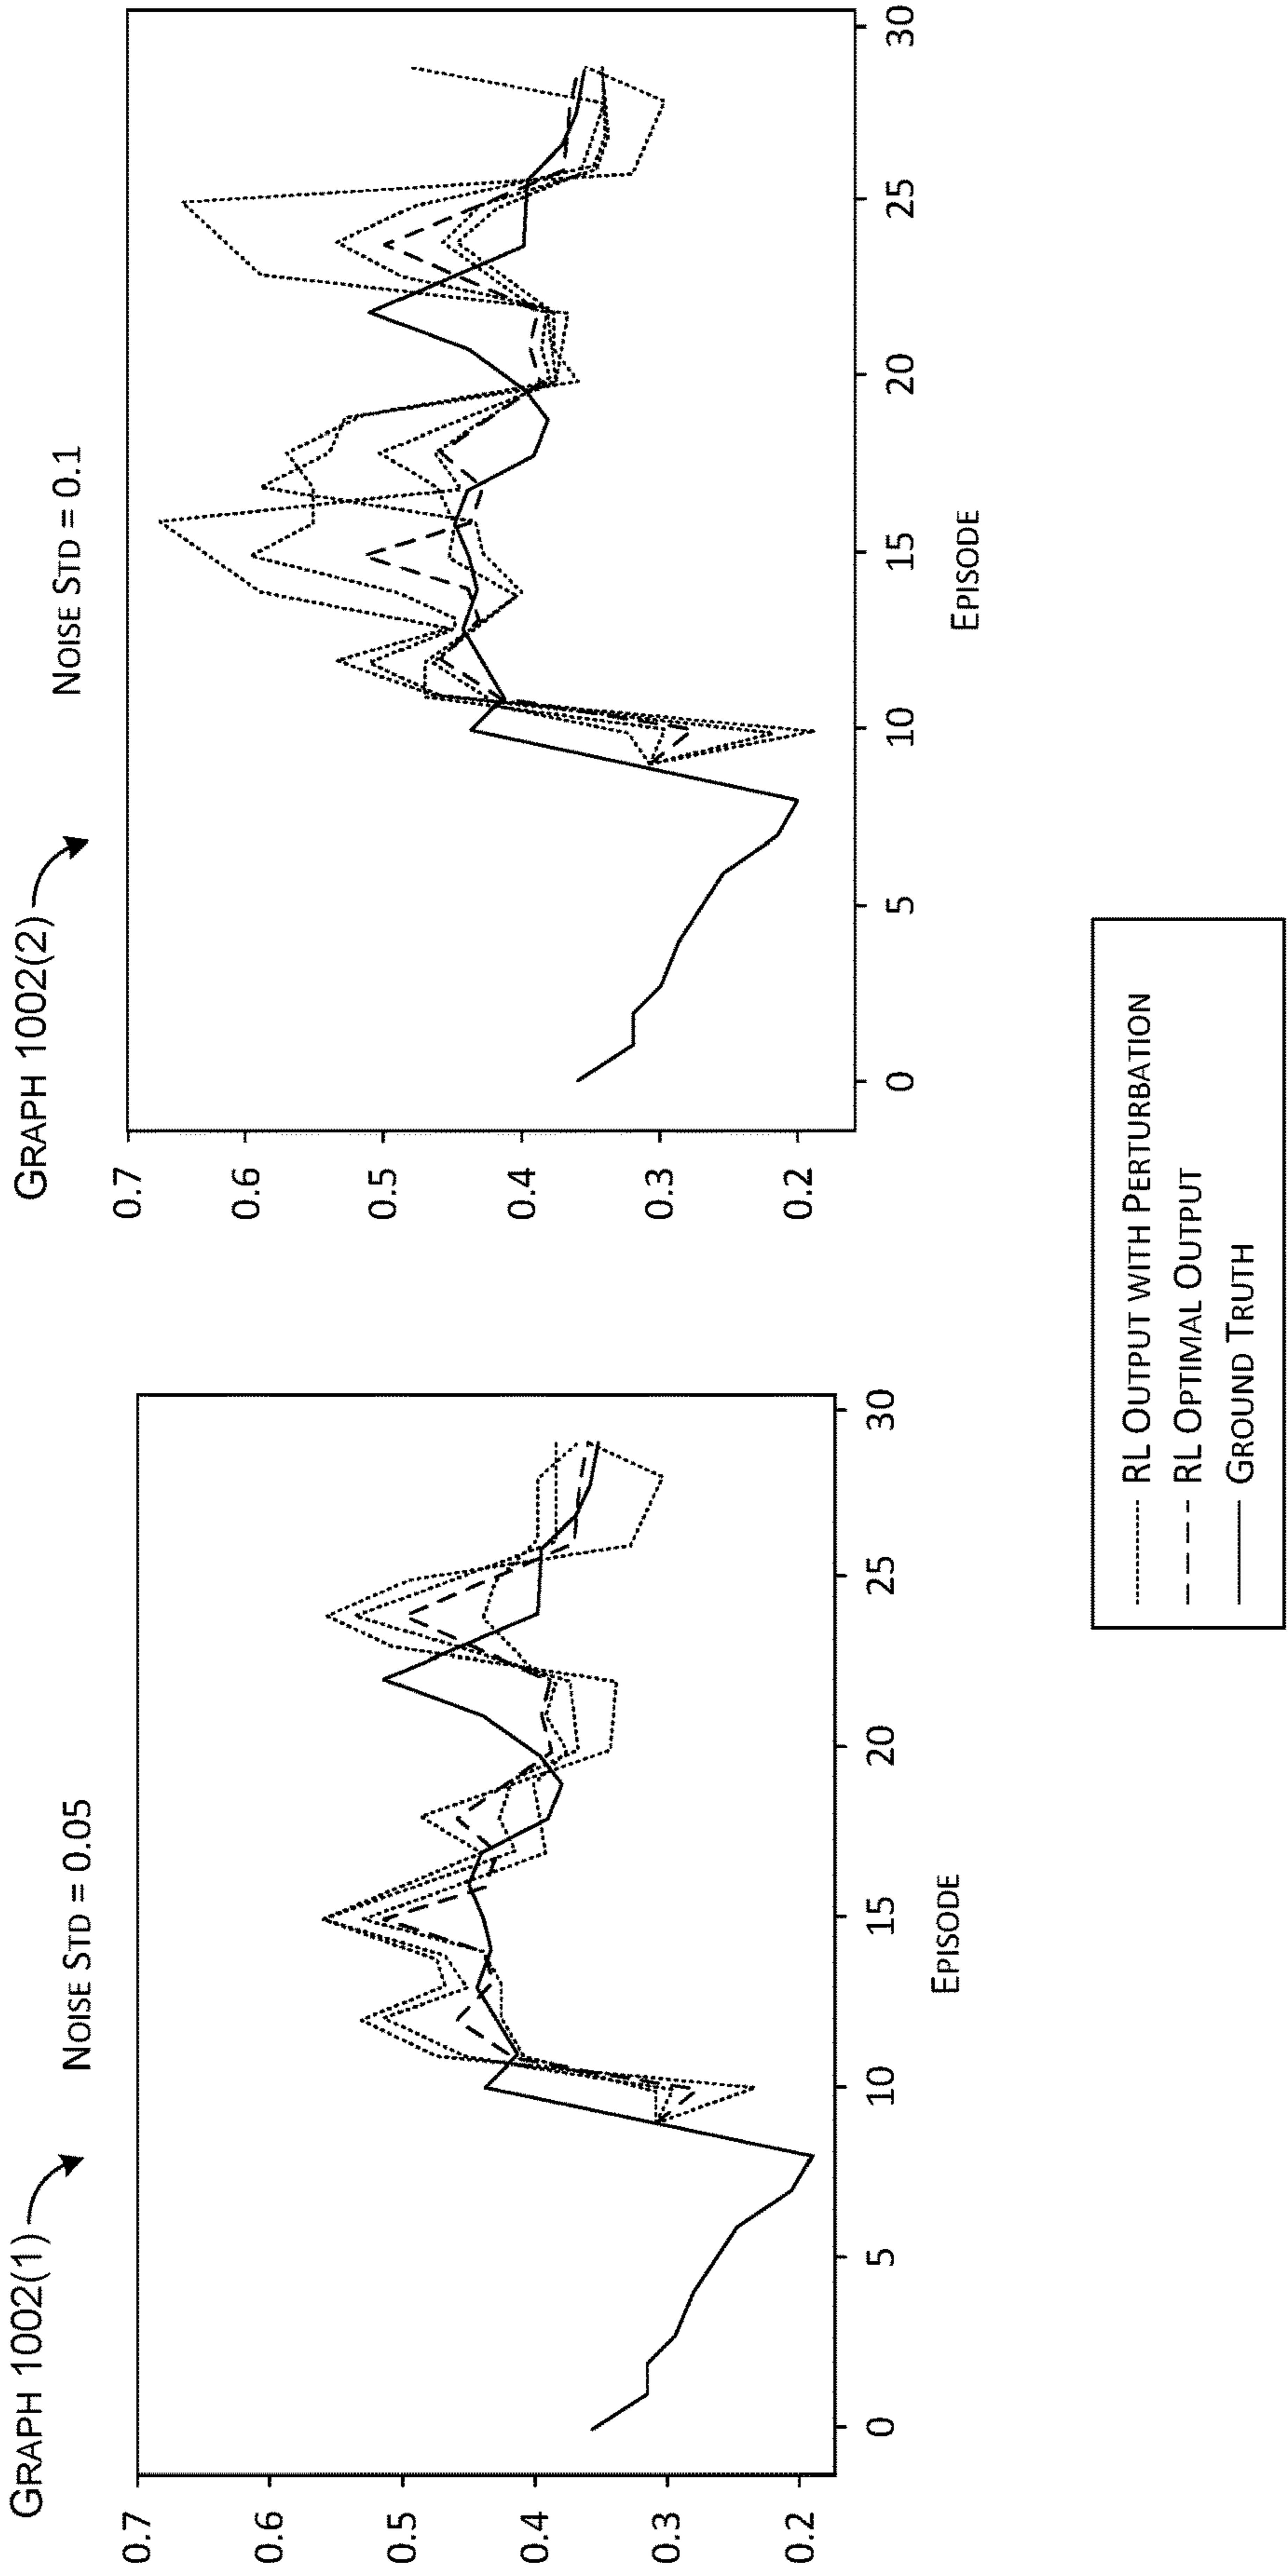 GRAPH 1002(1)
NOISE STD = 0.05
0.7
0.6
0.5
0.4
0.3
0.2
0 5 10 15 20 25 30
EPISODE
GRAPH 1002(2)
NOISE STD = 0.1
0.7
0.6
0.5
0.4
0.3
0.2
0 5 10 15 20 25 30
EPISODE
RL OUTPUT WITH PERTURBATION
RL OPTIMAL OUTPUT
GROUND TRUTH